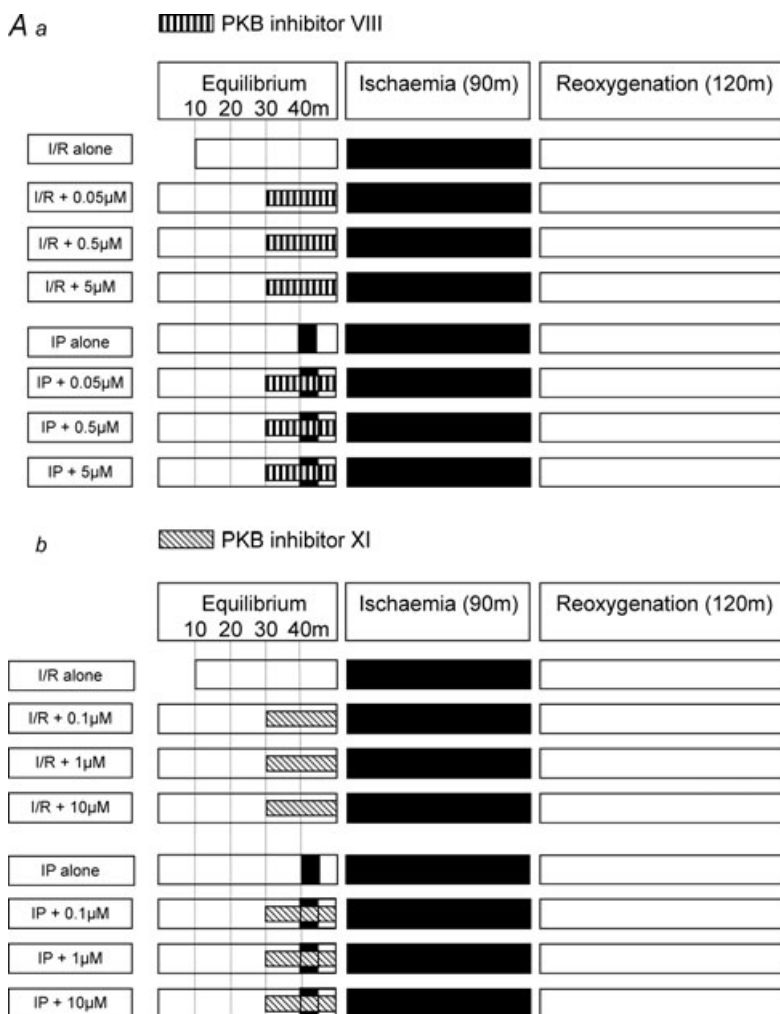 A a PKB inhibitor VIII
Equilibrium Ischaemia (90m) Reoxygenation (120m)
10 20 30 40m
I/R alone
I/R + 0.05µM
I/R + 0.5µM
I/R + 5µM
IP alone
IP + 0.05µM
IP + 0.5µM
IP + 5µM
b PKB inhibitor XI
Equilibrium Ischaemia (90m) Reoxygenation (120m)
10 20 30 40m
I/R alone
I/R + 0.1µM
I/R + 1µM
I/R + 10µM
IP alone
IP + 0.1µM
IP + 1µM
IP + 10µM